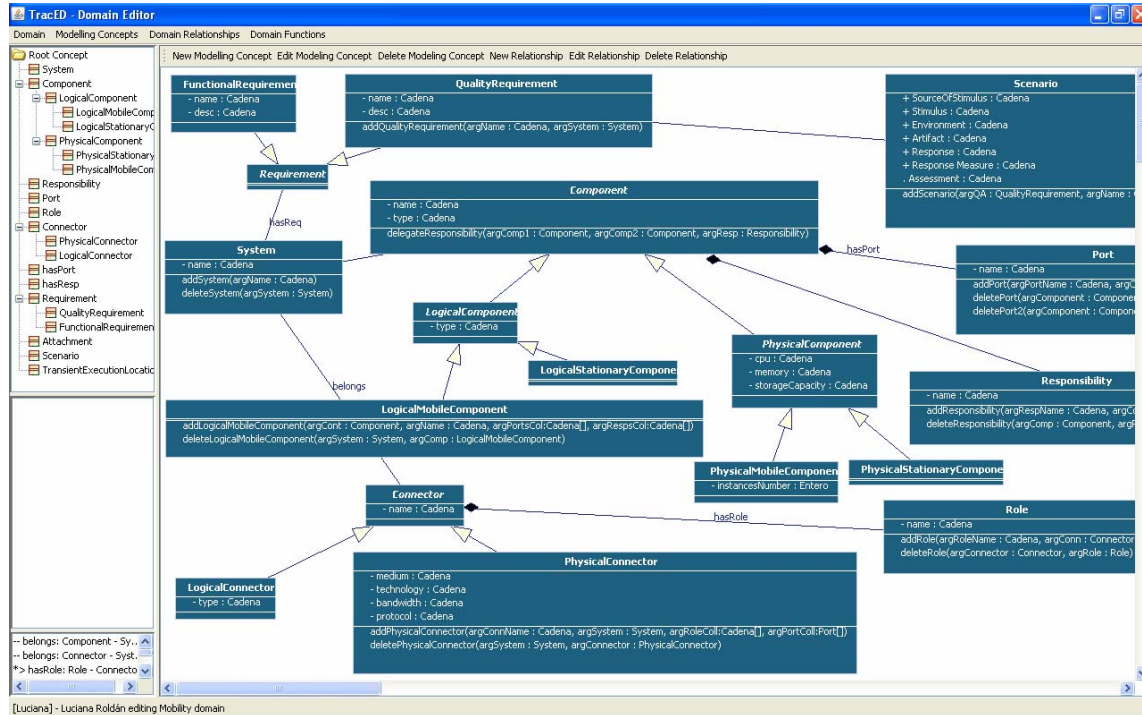 TracED - Domain Editor
Domain Modelling Concepts Domain Relationships Domain Functions
Root Concept
System
Component
LogicalComponent
LogicalMobileComp
LogicalStationaryC
PhysicalComponent
PhysicalStationary
PhysicalMobileCom
Responsibility
Port
Role
Connector
PhysicalConnector
LogicalConnector
hasPort
hasResp
Requirement
QualityRequirement
FunctionalRequiremen
Attachment
Scenario
TransientExecutionLocatic
-- belongs: Component - Sy..
-- belongs: Connector - Syst.
*> hasRole: Role - Connecto
New Modelling Concept Edit Modeling Concept Delete Modeling Concept New Relationship Edit Relationship Delete Relationship
FunctionalRequiremen
- name : Cadena
- desc : Cadena
QualityRequirement
- name : Cadena
- desc : Cadena
addQualityRequirement(argName : Cadena, argSystem : System)
Scenario
+ SourceOfStimulus : Cadena
+ Stimulus : Cadena
+ Environment : Cadena
+ Artifact : Cadena
+ Response : Cadena
+ Response Measure : Cadena
. Assessment : Cadena
addScenario(argQA : QualityRequirement, argName :
Requirement
hasReq
Component
- name : Cadena
- type : Cadena
delegateResponsibility(argComp1 : Component, argComp2 : Component, argResp : Responsibility)
hasPort
System
- name : Cadena
addSystem(argName : Cadena)
deleteSystem(argSystem : System)
Port
- name : Cadena
addPort(argPortName : Cadena, argC
deletePort(argComponent : Componen
deletePort2(argComponent : Compone
LogicalComponent
- type : Cadena
LogicalStationaryCompone
PhysicalComponent
- cpu : Cadena
- memory : Cadena
- storageCapacity : Cadena
Responsibility
- name : Cadena
addResponsibility(argRespName : Cadena, argCo
deleteResponsibility(argComp : Component, argR
belongs
LogicalMobileComponent
addLogicalMobileComponent(argCont : Component, argName : Cadena, argPortsCol:Cadena[], argRespsCol:Cadena[])
deleteLogicalMobileComponent(argSystem : System, argComp : LogicalMobileComponent)
PhysicalMobileComponen
- instancesNumber : Entero
PhysicalStationaryCompone
Connector
- name : Cadena
hasRole
Role
- name : Cadena
addRole(argRoleName : Cadena, argConn : Connector
deleteRole(argConnector : Connector, argRole : Role)
LogicalConnector
- type : Cadena
PhysicalConnector
- medium : Cadena
- technology : Cadena
- bandwidth : Cadena
- protocol : Cadena
addPhysicalConnector(argConnName : Cadena, argSystem : System, argRoleColl:Cadena[], argPortColl:Port[])
deletePhysicalConnector(argSystem : System, argConnector : PhysicalConnector)
[Luciana] - Luciana Roldán editing Mobility domain